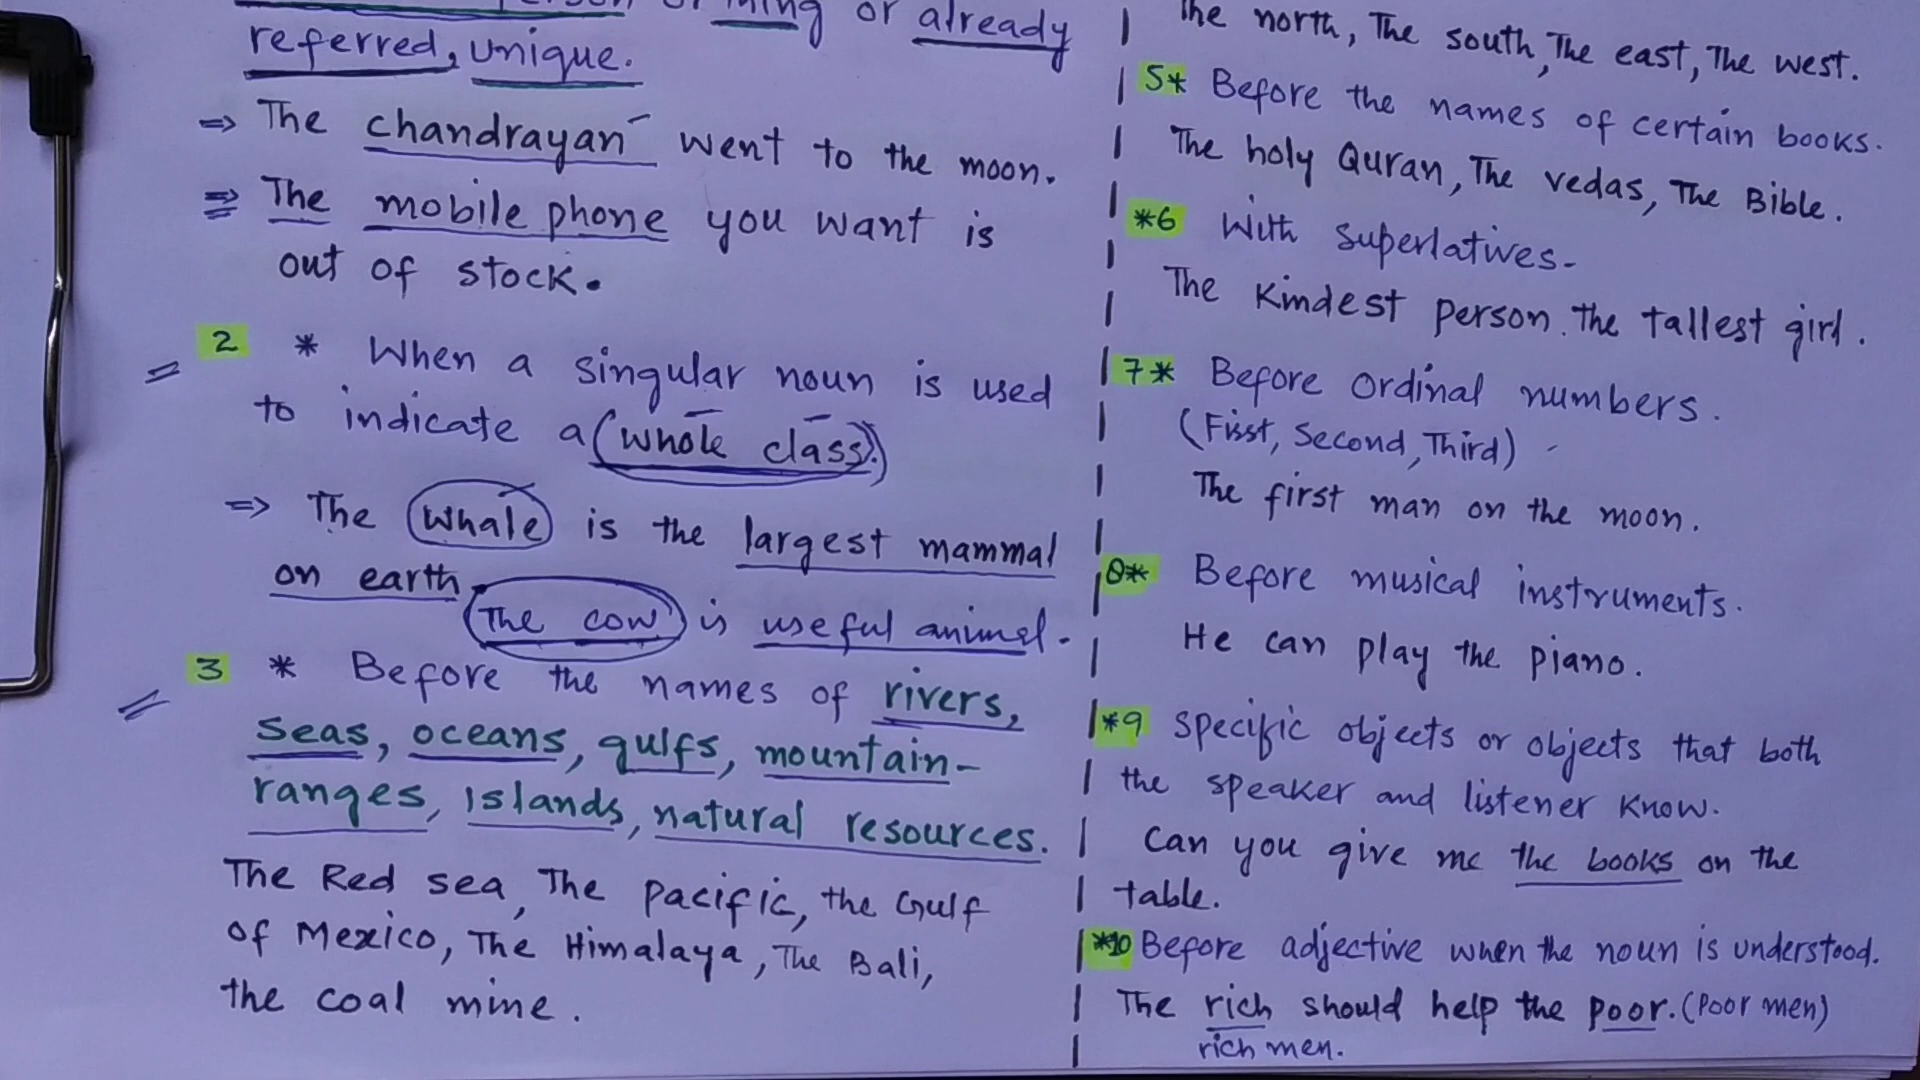 or thing or already
referred, unique.
⇒ The chandrayan went to the moon.
⇒ The mobile phone you want is
out of stock.
2 * When a singular noun is used
to indicate a (whole class.)
⇒ The whale is the largest mammal
on earth.
The cow is useful animal.
3 * Before the names of rivers,
seas, oceans, gulfs, mountain-
ranges, islands, natural resources.
The Red sea, The pacific, the Gulf
of Mexico, The Himalaya, The Bali,
the coal mine.
The north, The south, The east, The west.
5* Before the names of certain books.
The holy Quran, The vedas, The Bible.
*6 With superlatives-
The Kindest person. the tallest girl.
7* Before ordinal numbers.
(First, Second, Third)
The first man on the moon.
8* Before musical instruments.
He can play the piano.
*9 specific objects or objects that both
the speaker and listener know.
Can you give me the books on the
table.
*10 Before adjective when the noun is understood.
The rich should help the poor. (Poor men)
rich men.